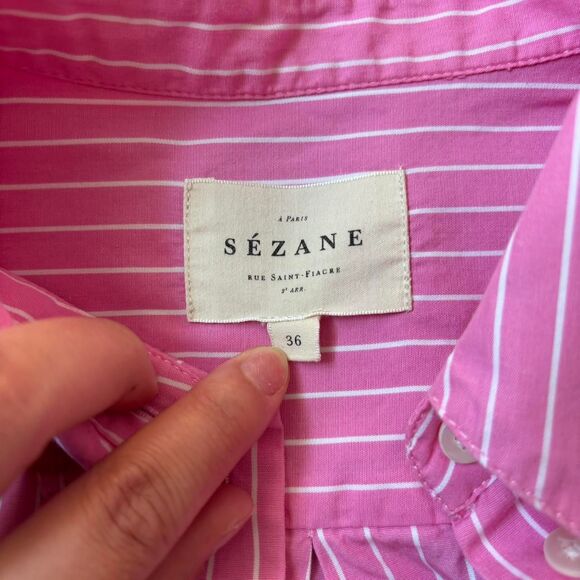 À PARIS
SÉZANE
RUE SAINT-FIACRE
2ᵉ ARR.
36